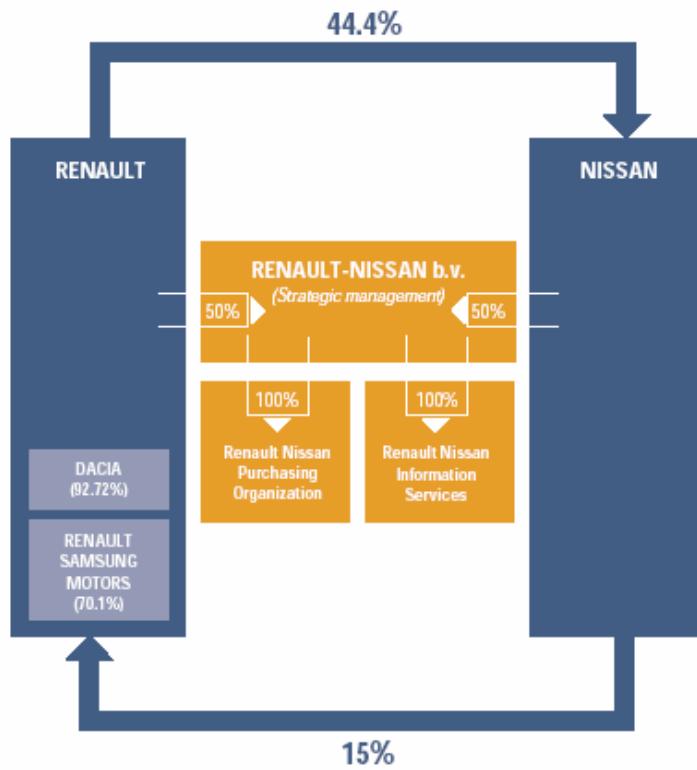 44.4%
RENAULT
NISSAN
RENAULT-NISSAN b.v.
(Strategic management)
50%
50%
100%
100%
Renault Nissan
Purchasing
Organization
Renault Nissan
Information
Services
DACIA
(92.72%)
RENAULT
SAMSUNG
MOTORS
(70.1%)
15%